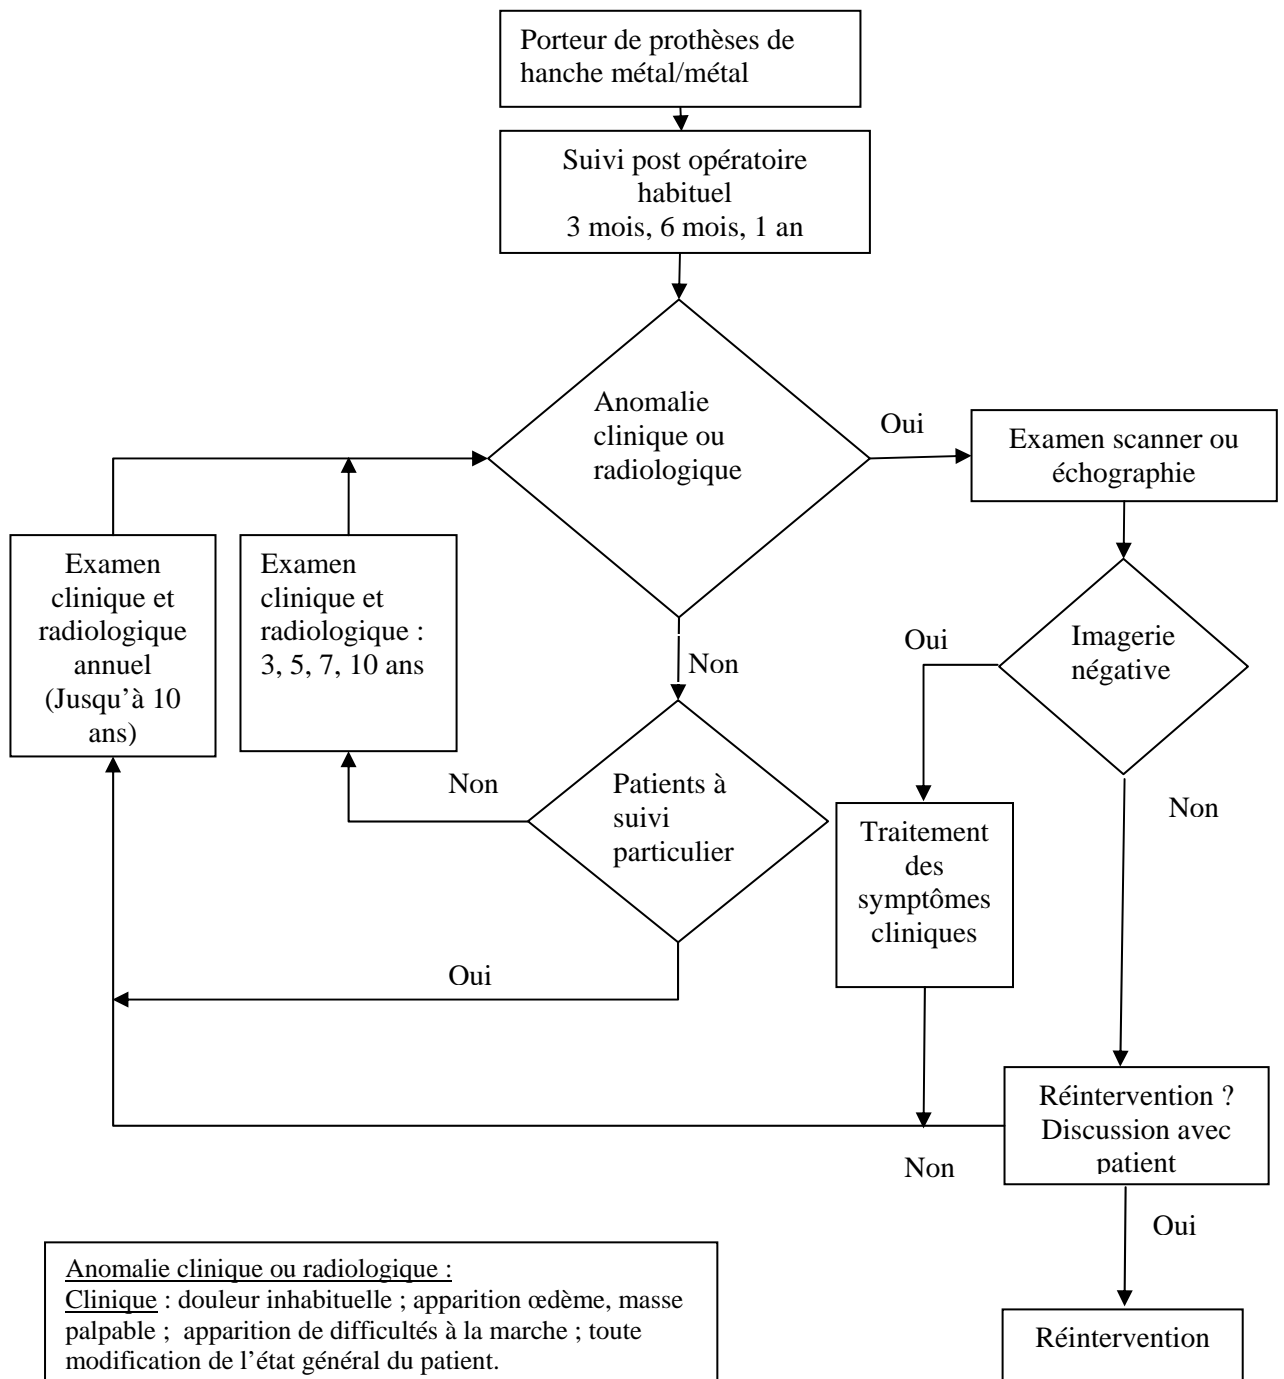 Porteur de prothèses de
hanche métal/métal
Suivi post opératoire
habituel
3 mois, 6 mois, 1 an
Anomalie
clinique ou
radiologique
Oui
Examen scanner ou
échographie
Examen
clinique et
radiologique
annuel
(Jusqu’à 10
ans)
Examen
clinique et
radiologique :
3, 5, 7, 10 ans
Non
Oui
Imagerie
négative
Non
Patients à
suivi
particulier
Non
Traitement
des
symptômes
cliniques
Oui
Réintervention ?
Discussion avec
patient
Non
Oui
Réintervention
Anomalie clinique ou radiologique :
Clinique : douleur inhabituelle ; apparition œdème, masse
palpable ; apparition de difficultés à la marche ; toute
modification de l’état général du patient.